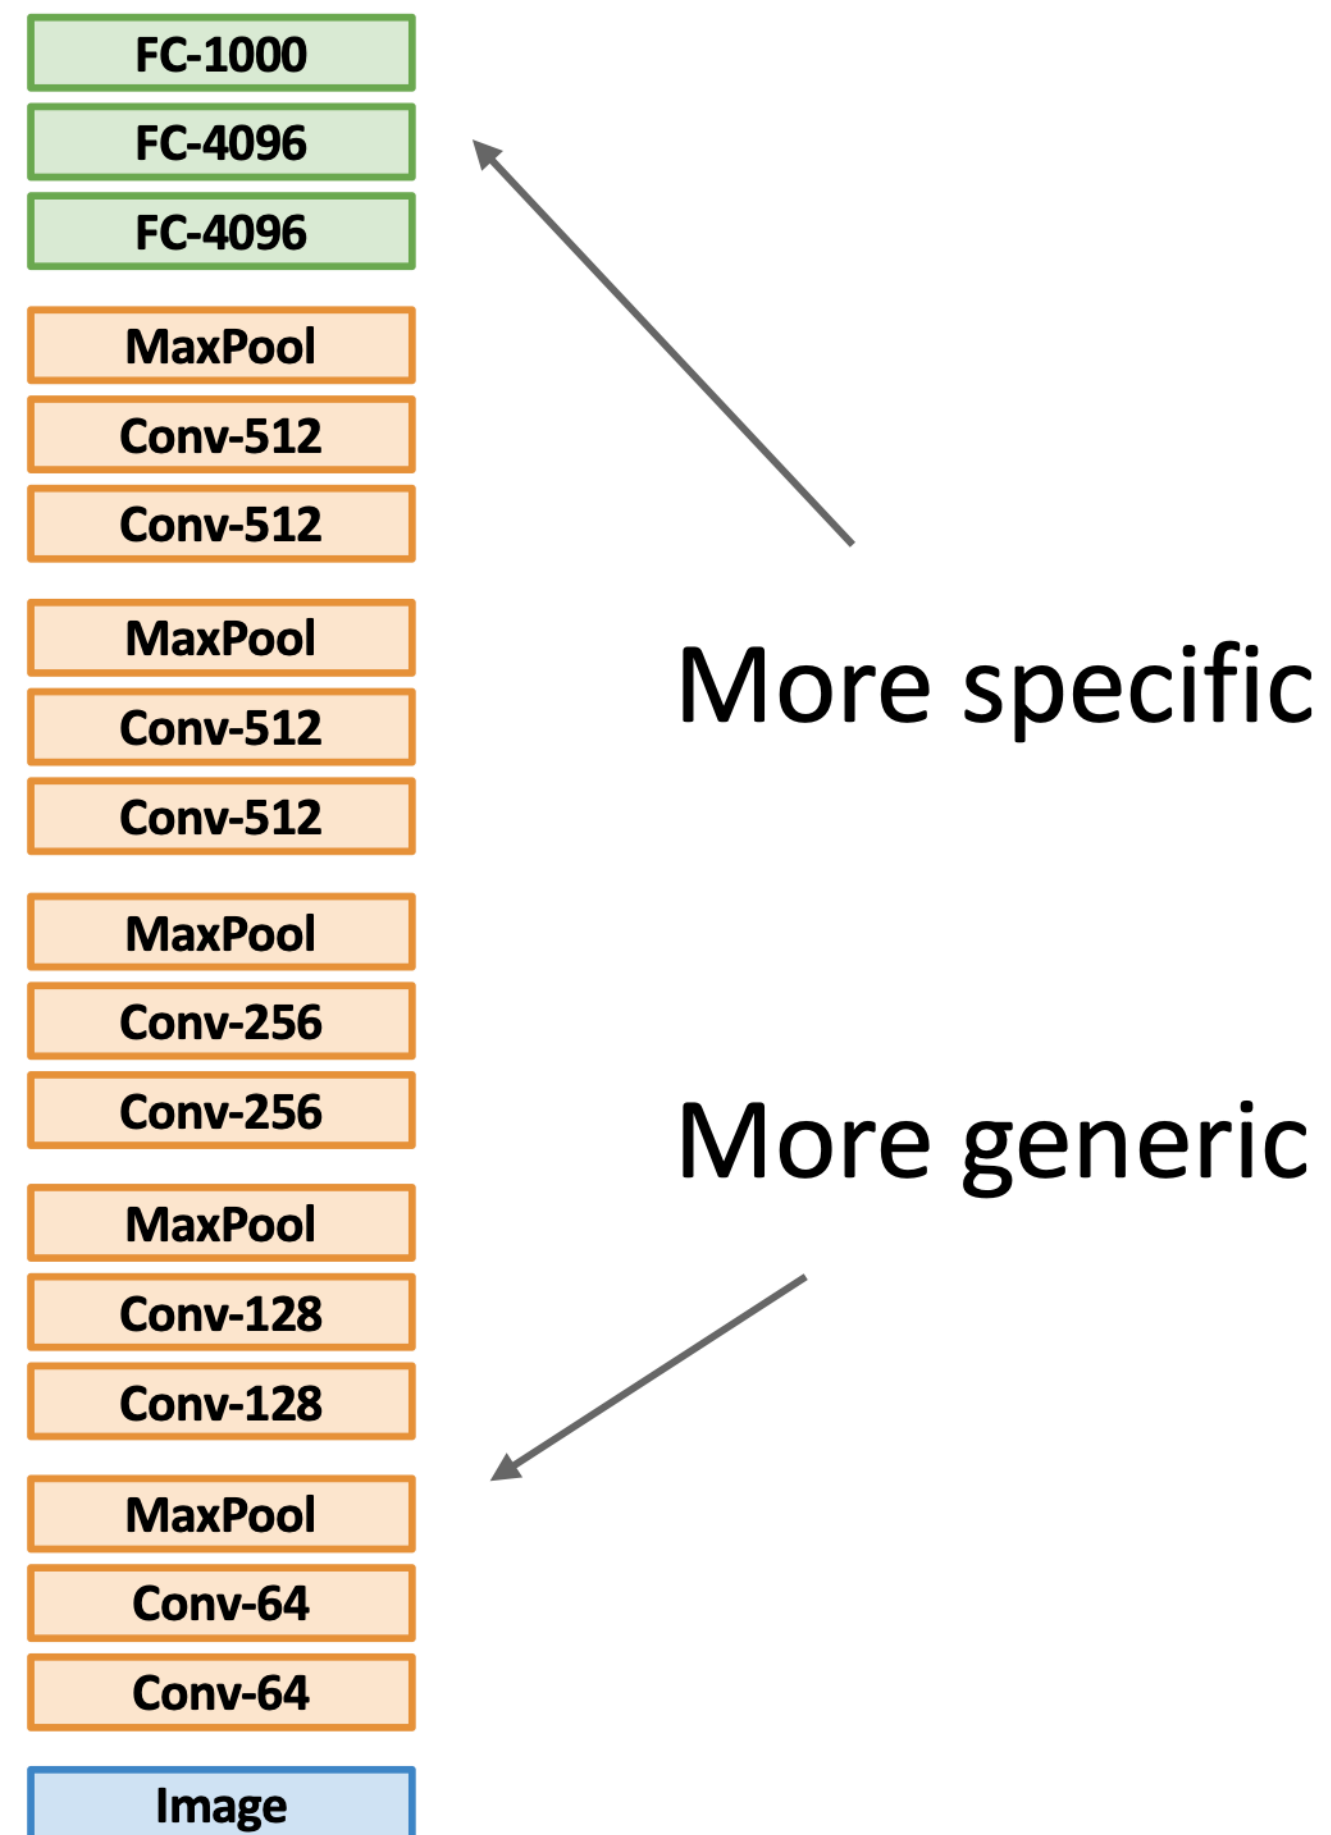 FC-1000
FC-4096
FC-4096
MaxPool
Conv-512
Conv-512
MaxPool
Conv-512
Conv-512
MaxPool
Conv-256
Conv-256
MaxPool
Conv-128
Conv-128
MaxPool
Conv-64
Conv-64
Image
More specific
More generic